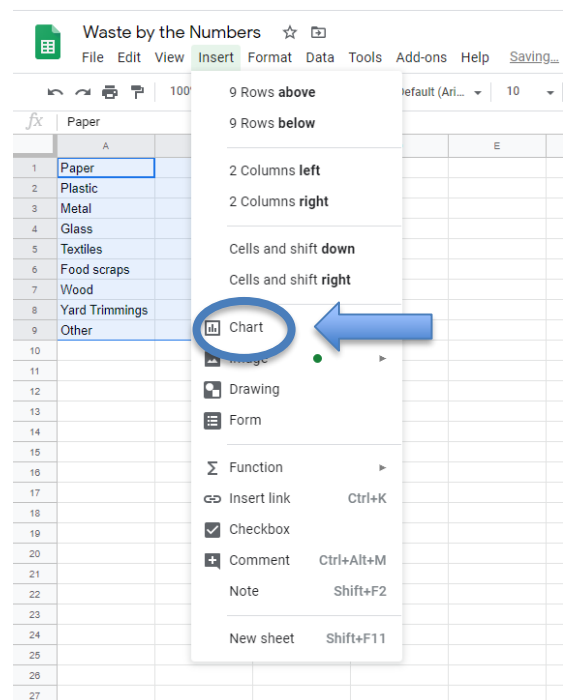 Waste by the Numbers
File Edit View Insert Format Data Tools Add-ons Help Saving...
100% Default (Ari... 10
fx Paper
A E
1 Paper
2 Plastic
3 Metal
4 Glass
5 Textiles
6 Food scraps
7 Wood
8 Yard Trimmings
9 Other
10
11
12
13
14
15
16
17
18
19
20
21
22
23
24
25
26
27
9 Rows above
9 Rows below
2 Columns left
2 Columns right
Cells and shift down
Cells and shift right
Chart
Image
Drawing
Form
Function
Insert link Ctrl+K
Checkbox
Comment Ctrl+Alt+M
Note Shift+F2
New sheet Shift+F11